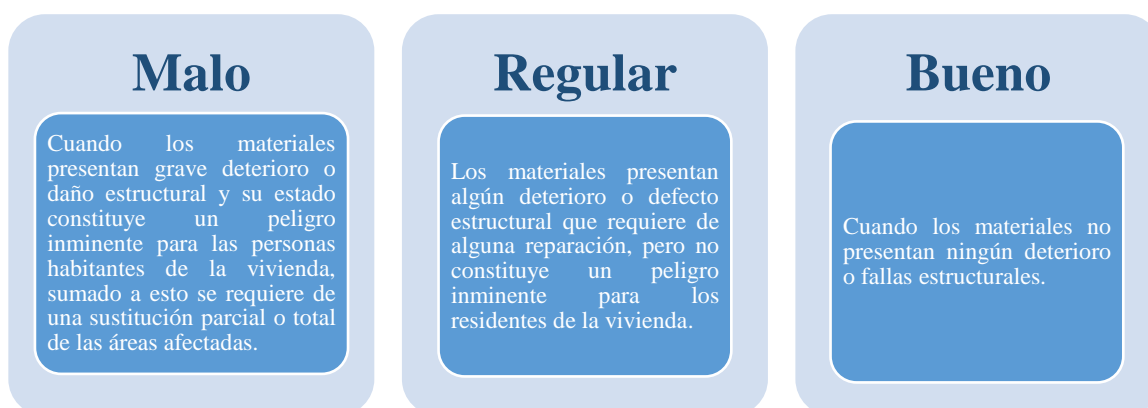 Malo
Cuando los materiales
presentan grave deterioro o
daño estructural y su estado
constituye un peligro
inminente para las personas
habitantes de la vivienda,
sumado a esto se requiere de
una sustitución parcial o total
de las áreas afectadas.
Regular
Los materiales presentan
algún deterioro o defecto
estructural que requiere de
alguna reparación, pero no
constituye un peligro
inminente para los
residentes de la vivienda.
Bueno
Cuando los materiales no
presentan ningún deterioro
o fallas estructurales.